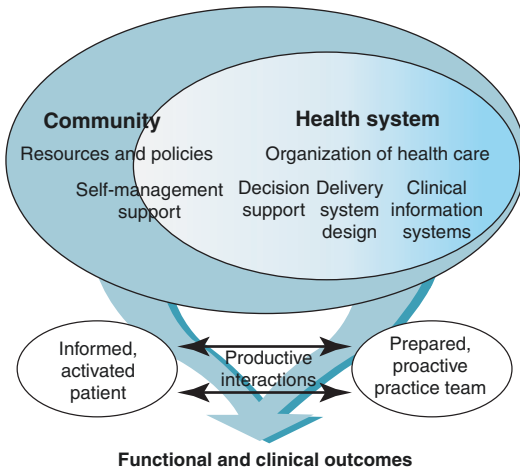 Community
Health system
Resources and policies
Organization of health care
Self-management
support
Decision
support
Delivery
system
design
Clinical
information
systems
Informed,
activated
patient
Productive
interactions
Prepared,
proactive
practice team
Functional and clinical outcomes